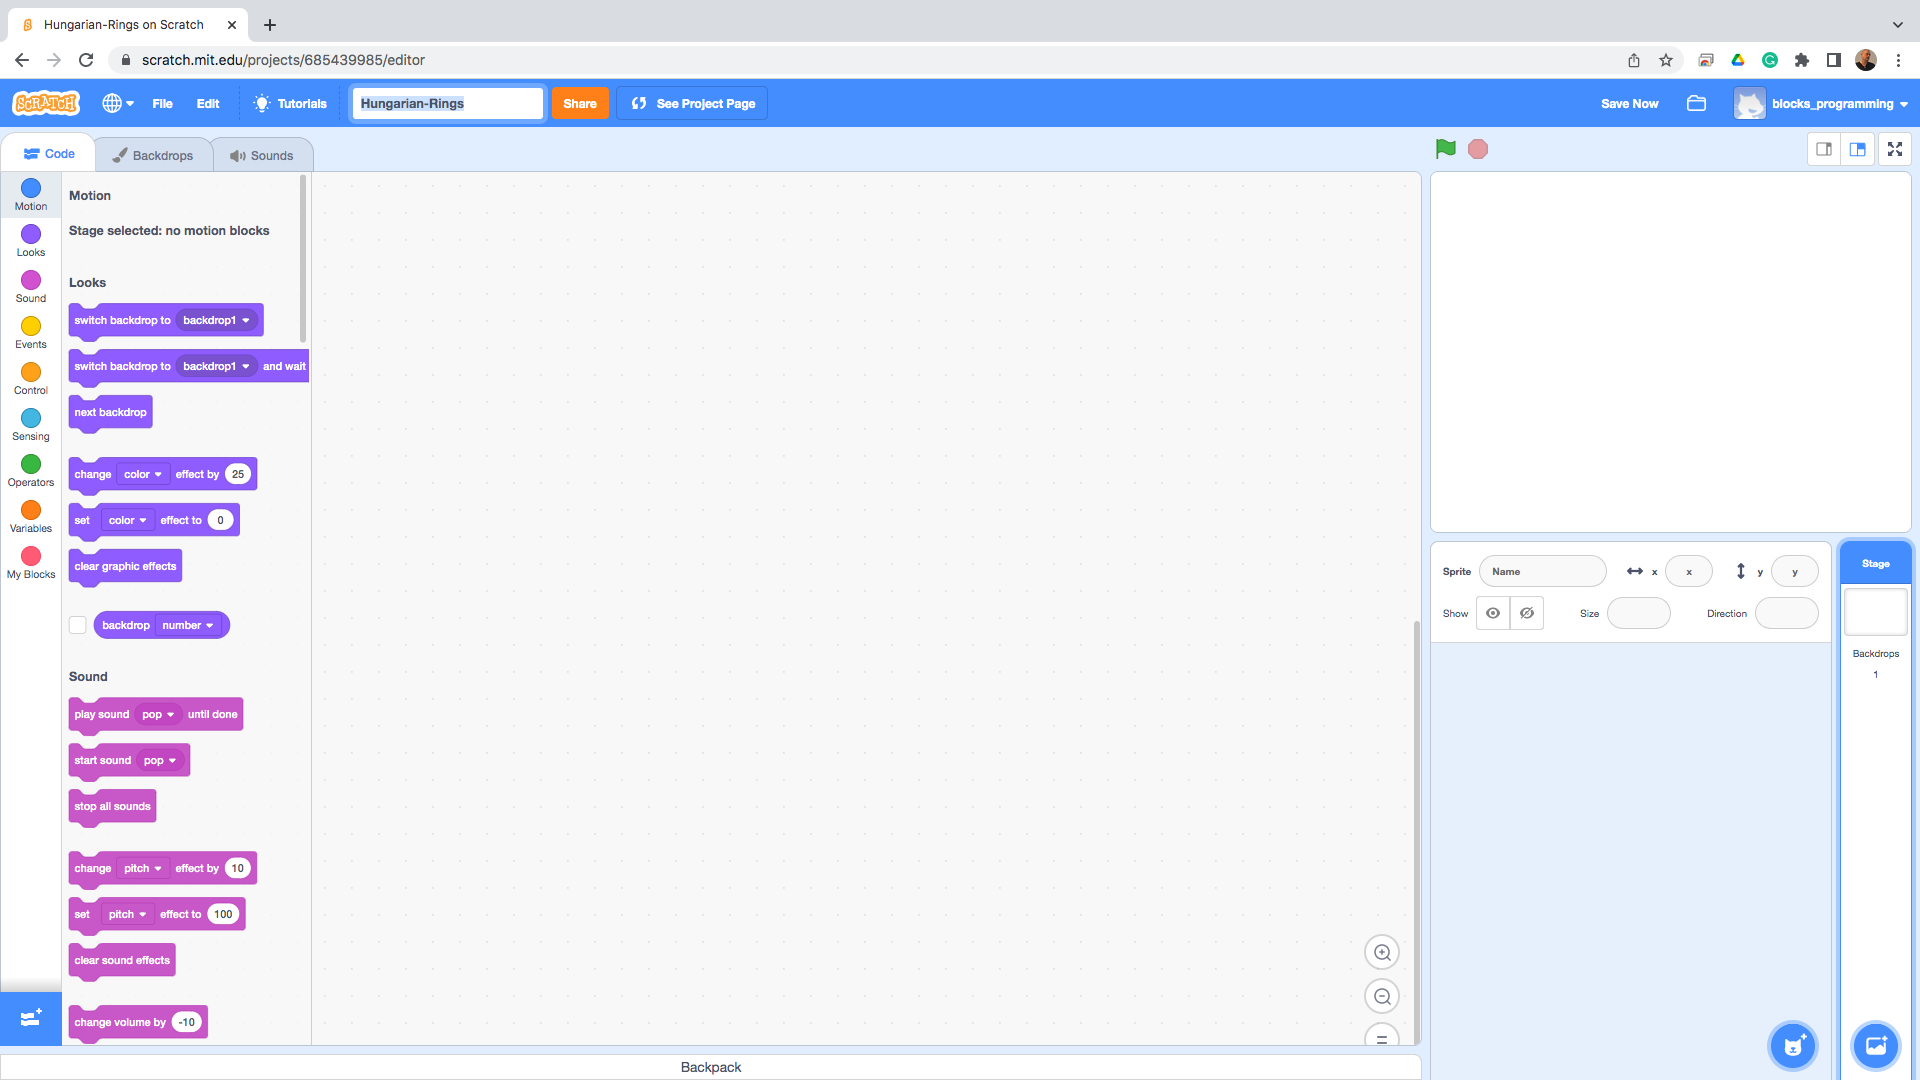 Hungarian-Rings on Scratch
scratch.mit.edu/projects/685439985/editor
SCRATCH File Edit Tutorials Hungarian-Rings Share See Project Page Save Now blocks_programming
Code Backdrops Sounds
Motion
Looks
Sound
Events
Control
Sensing
Operators
Variables
My Blocks
Motion
Stage selected: no motion blocks
Looks
switch backdrop to backdrop1
switch backdrop to backdrop1 and wait
next backdrop
change color effect by 25
set color effect to 0
clear graphic effects
backdrop number
Sound
play sound pop until done
start sound pop
stop all sounds
change pitch effect by 10
set pitch effect to 100
clear sound effects
change volume by -10
Backpack
Sprite Name x x y y
Show Size Direction
Stage
Backdrops
1